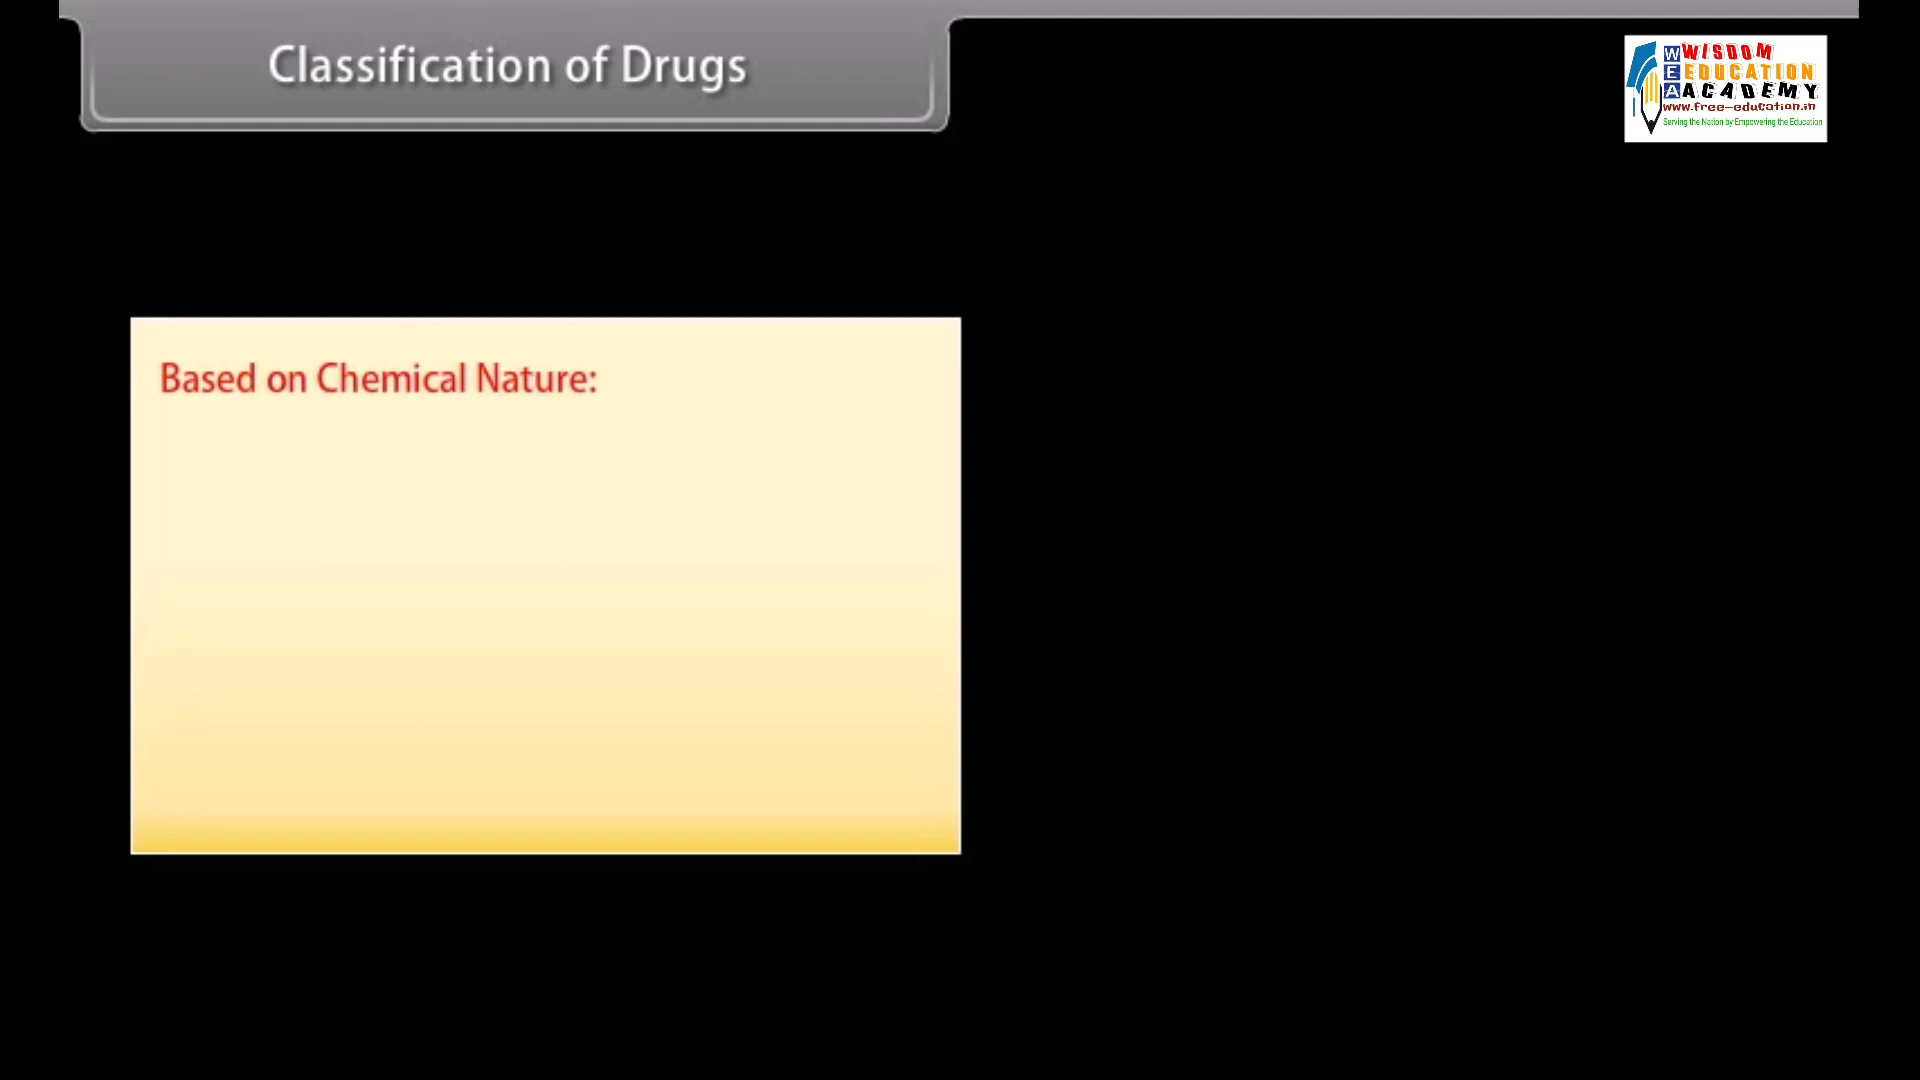 Classification of Drugs
WISDOM
EDUCATION
ACADEMY
WEA
www.free-education.in
Serving the Nation by Empowering the Education
Based on Chemical Nature: